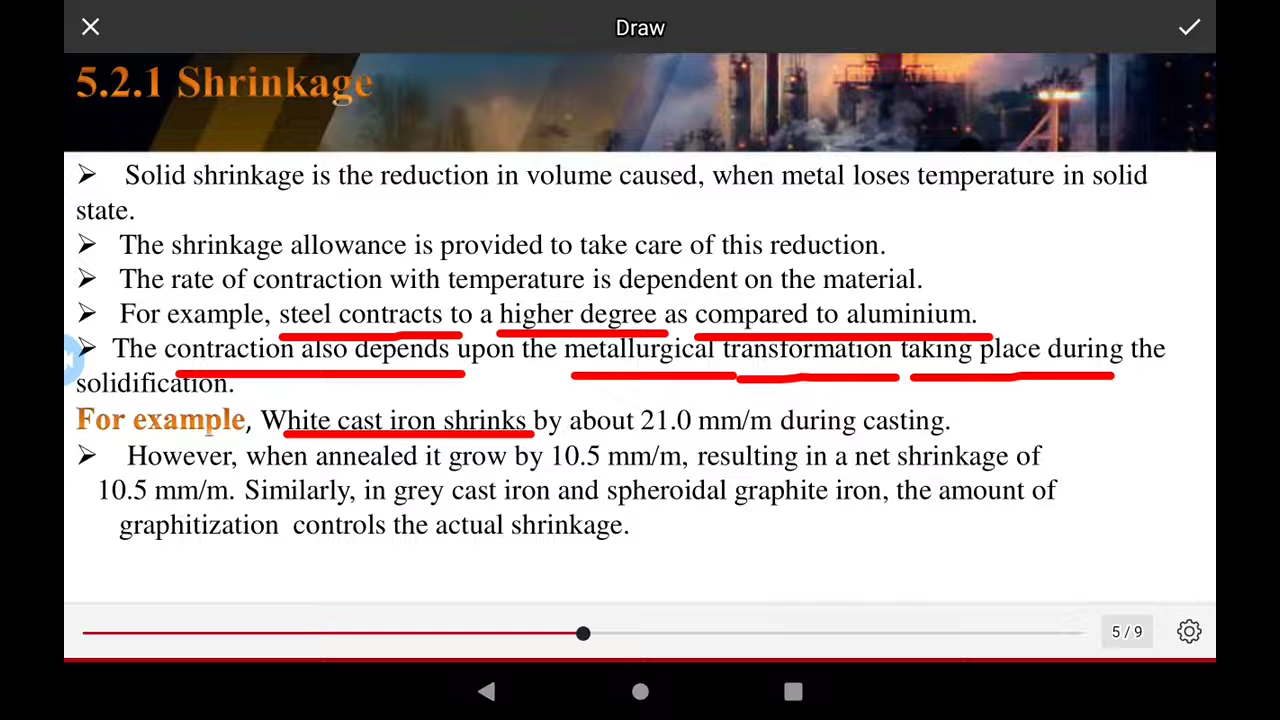 Draw
5.2.1 Shrinkage
➢ Solid shrinkage is the reduction in volume caused, when metal loses temperature in solid
state.
➢ The shrinkage allowance is provided to take care of this reduction.
➢ The rate of contraction with temperature is dependent on the material.
➢ For example, steel contracts to a higher degree as compared to aluminium.
➢ The contraction also depends upon the metallurgical transformation taking place during the
solidification.
For example, White cast iron shrinks by about 21.0 mm/m during casting.
➢ However, when annealed it grow by 10.5 mm/m, resulting in a net shrinkage of
10.5 mm/m. Similarly, in grey cast iron and spheroidal graphite iron, the amount of
graphitization controls the actual shrinkage.
5 / 9